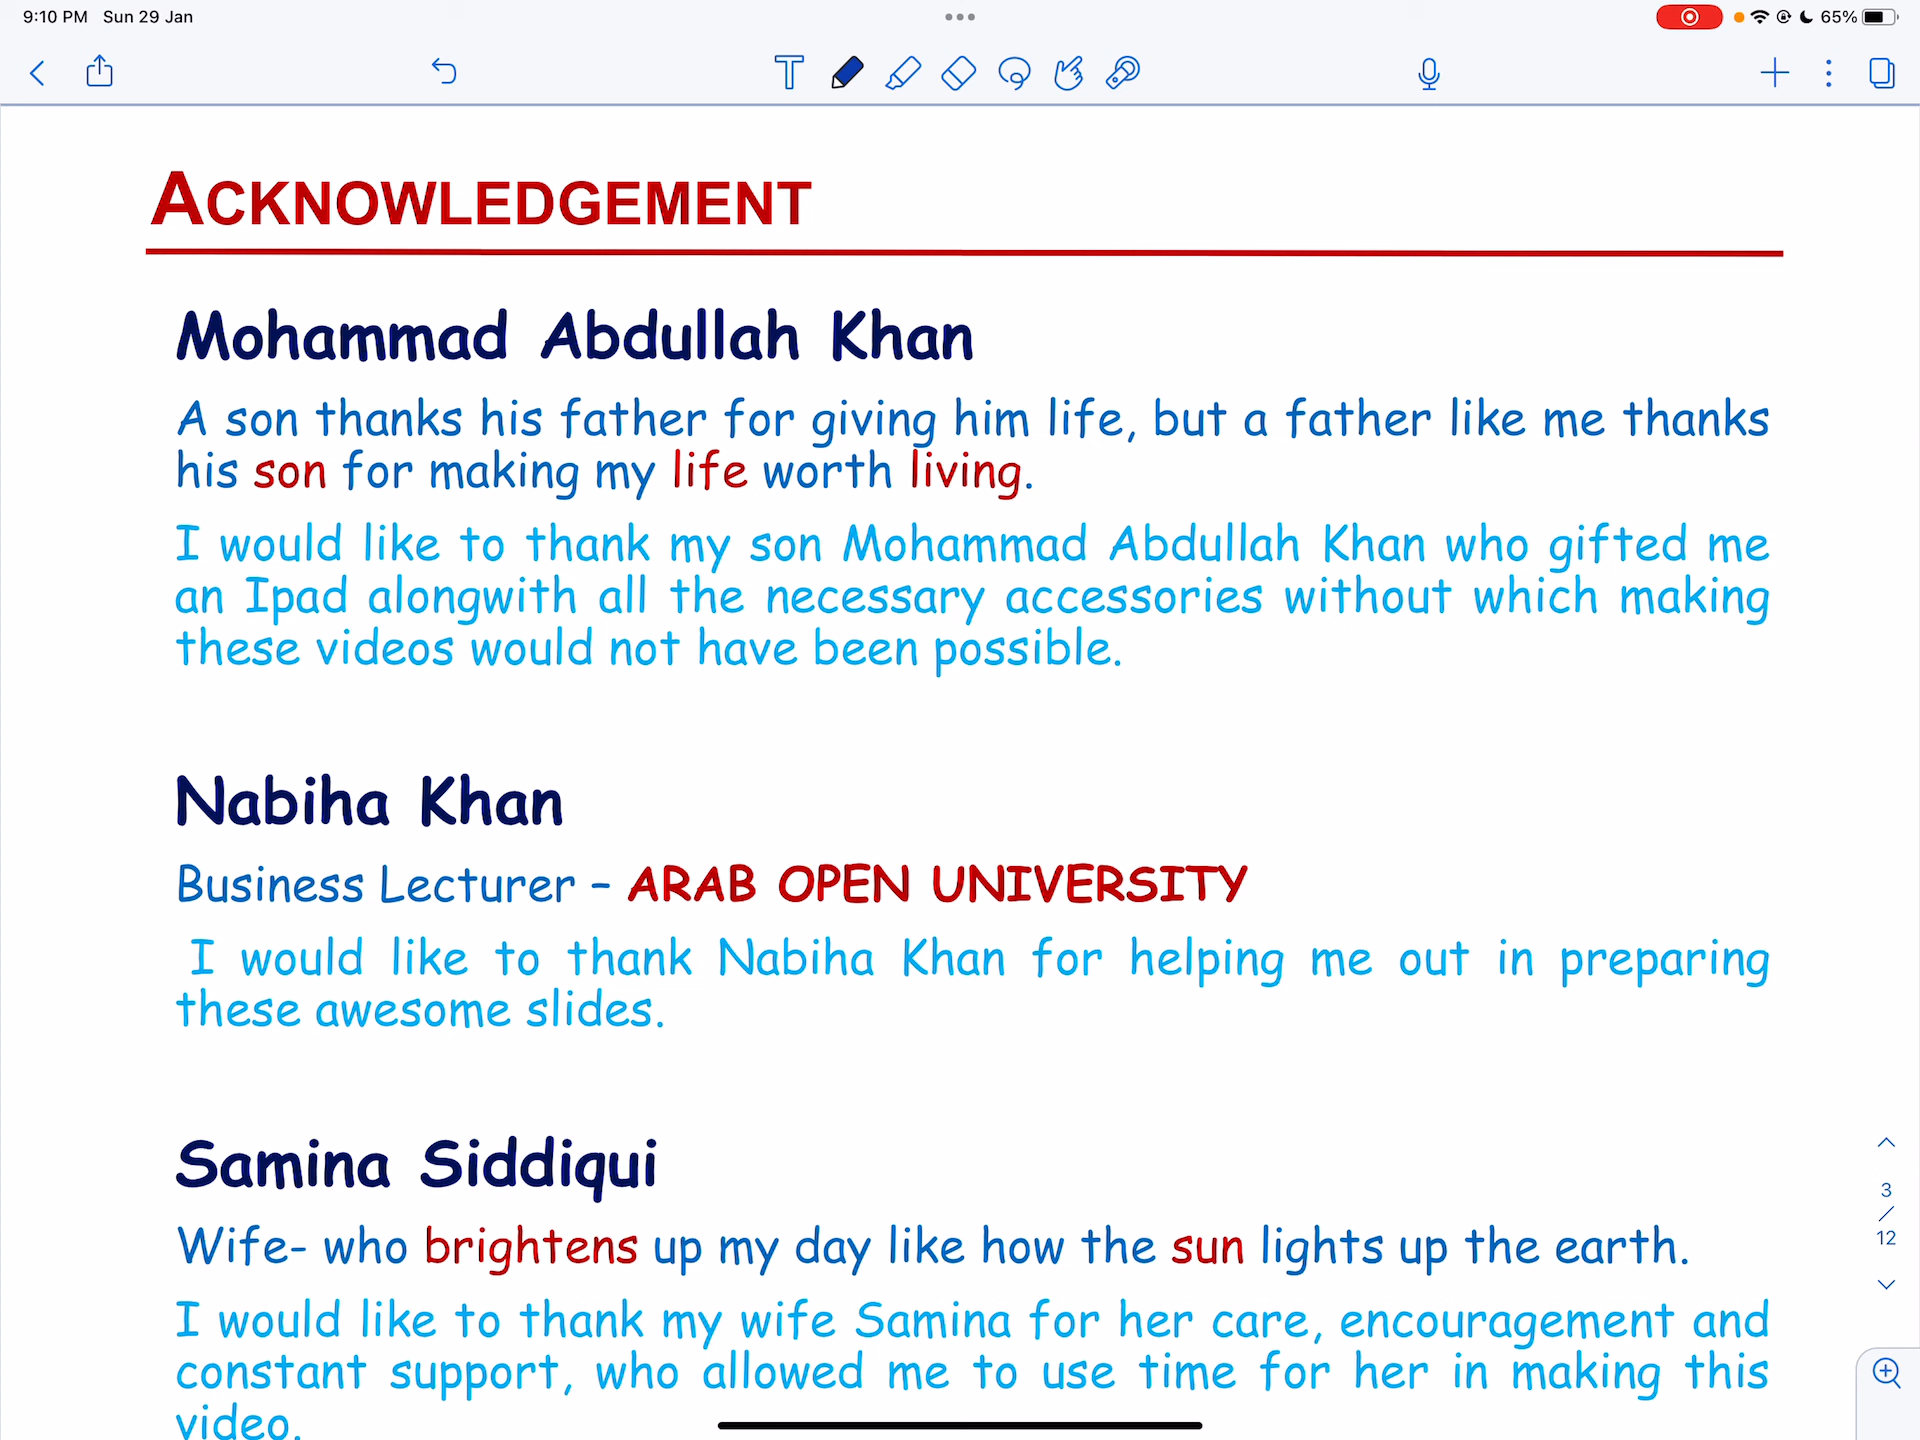 9:10 PM Sun 29 Jan
65%
ACKNOWLEDGEMENT
Mohammad Abdullah Khan
A son thanks his father for giving him life, but a father like me thanks
his son for making my life worth living.
I would like to thank my son Mohammad Abdullah Khan who gifted me
an Ipad alongwith all the necessary accessories without which making
these videos would not have been possible.
Nabiha Khan
Business Lecturer – ARAB OPEN UNIVERSITY
I would like to thank Nabiha Khan for helping me out in preparing
these awesome slides.
Samina Siddiqui
Wife- who brightens up my day like how the sun lights up the earth.
I would like to thank my wife Samina for her care, encouragement and
constant support, who allowed me to use time for her in making this
video.
3
/
12